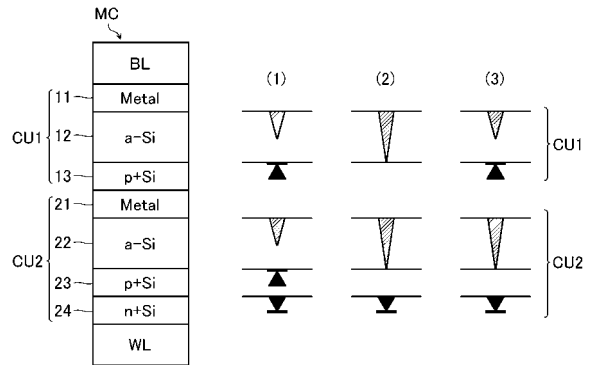 MC
BL
(1) (2) (3)
11 Metal
CU1 12 a-Si CU1
13 p+Si
21 Metal
CU2 22 a-Si CU2
23 p+Si
24 n+Si
WL